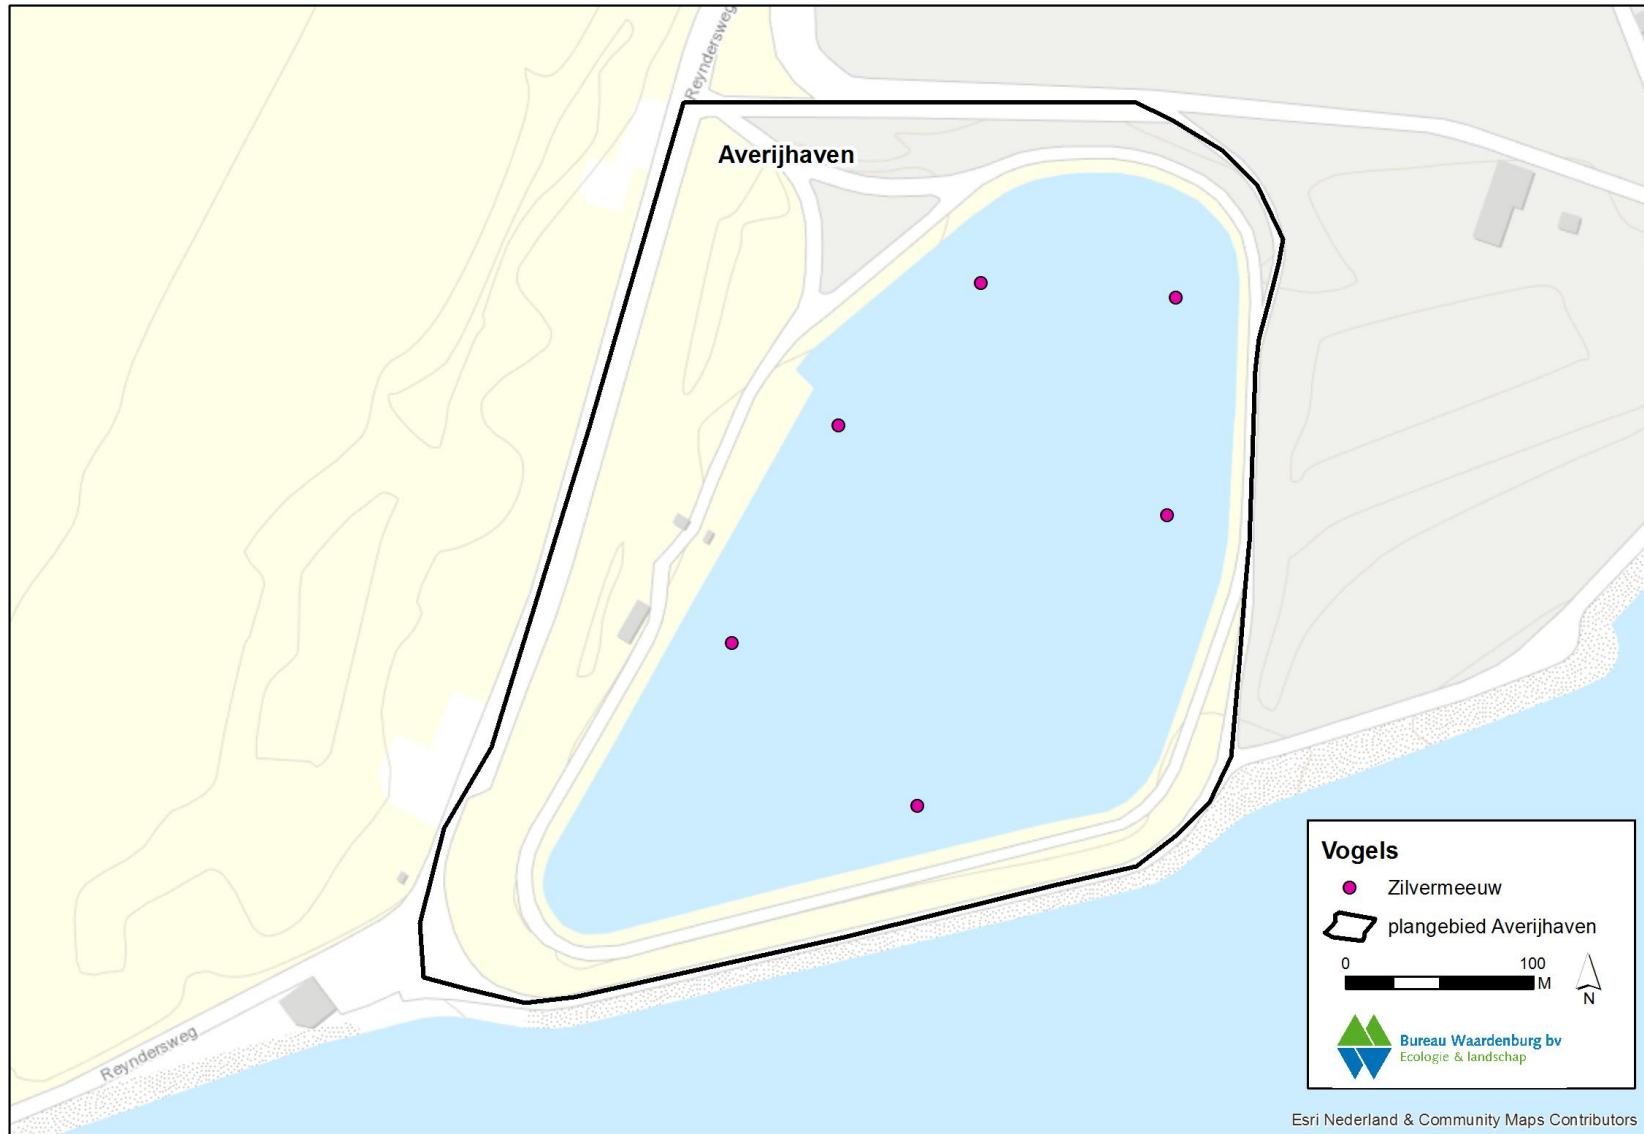 Reyndersweg
Averijhaven
Reyndersweg
Vogels
Zilvermeeuw
plangebied Averijhaven
0 100
M
N
Bureau Waardenburg bv
Ecologie & landschap
Esri Nederland & Community Maps Contributors